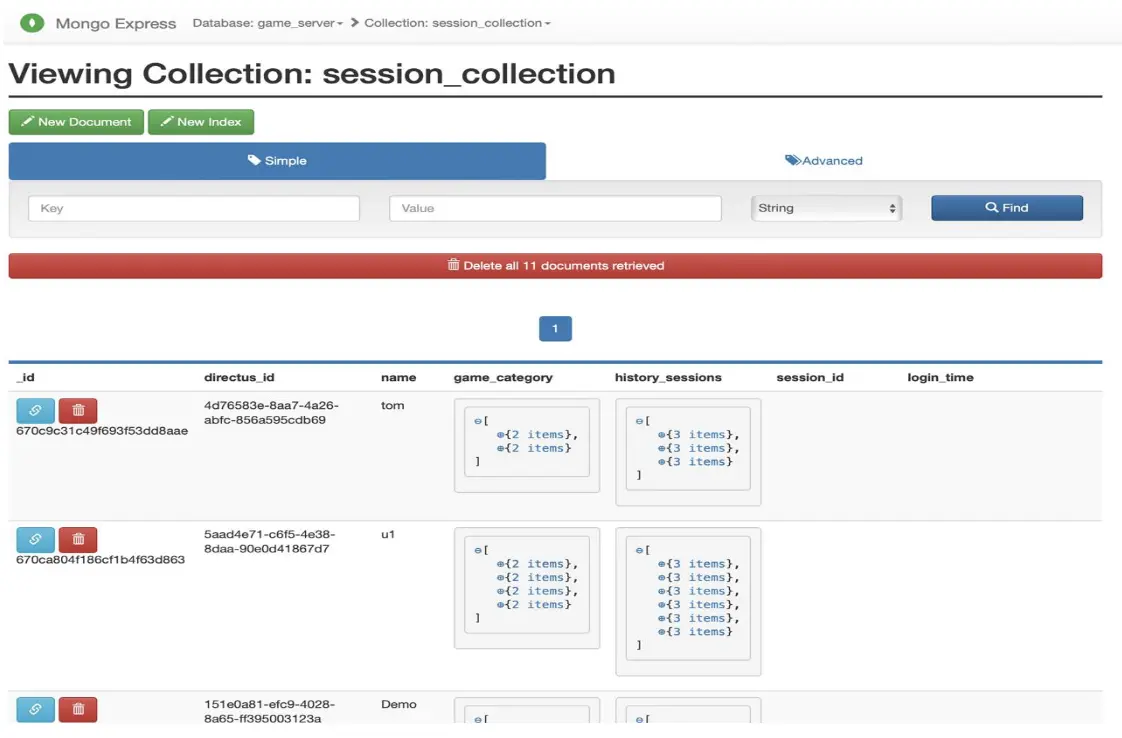 Mongo Express Database: game_server Collection: session_collection
Viewing Collection: session_collection
New Document New Index
Simple Advanced
Key Value String Find
Delete all 11 documents retrieved
1
_id directus_id name game_category history_sessions session_id login_time
670c9c31c49f693f53dd8aae
4d76583e-8aa7-4a26-
abfc-856a595cdb69
tom
[
{2 items},
{2 items}
]
[
{3 items},
{3 items},
{3 items}
]
670ca804f186cf1b4f63d863
5aad4e71-c6f5-4e38-
8daa-90e0d41867d7
u1
[
{2 items},
{2 items},
{2 items},
{2 items}
]
[
{3 items},
{3 items},
{3 items},
{3 items},
{3 items},
{3 items}
]
151e0a81-efc9-4028-
8a65-ff395003123a
Demo
[
[